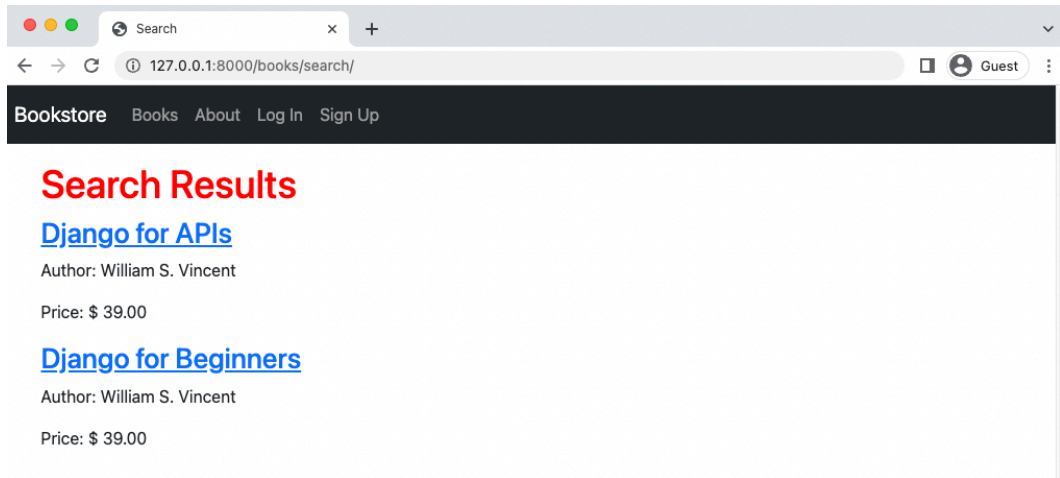 Search
127.0.0.1:8000/books/search/
Guest
Bookstore Books About Log In Sign Up
Search Results
Django for APIs
Author: William S. Vincent
Price: $ 39.00
Django for Beginners
Author: William S. Vincent
Price: $ 39.00